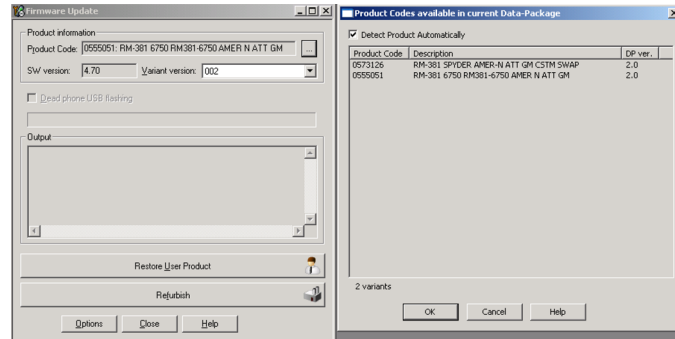 Firmware Update
Product information
Product Code: 0555051: RM-381 6750 RM381-6750 AMER N ATT GM ...
SW version: 4.70 Variant version: 002
Dead phone USB flashing
Output
Restore User Product
Refurbish
Options Close Help
Product Codes available in current Data-Package
Detect Product Automatically
Product Code Description DP ver.
0573126 RM-381 SPYDER AMER-N ATT GM CSTM SWAP 2.0
0555051 RM-381 6750 RM381-6750 AMER N ATT GM 2.0
2 variants
OK Cancel Help